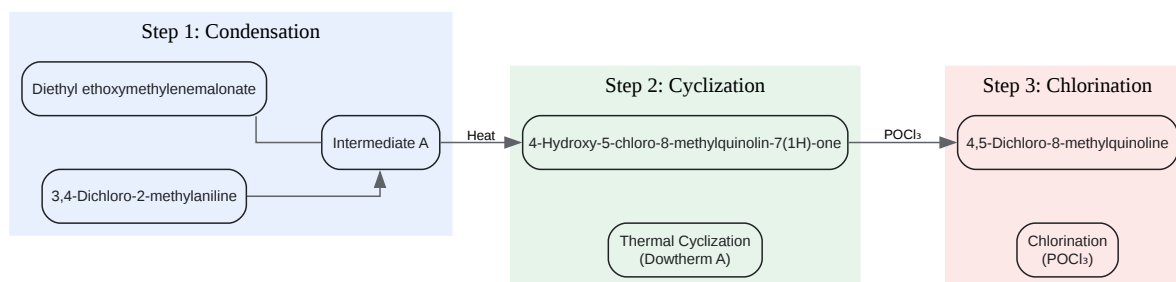 Step 1: Condensation
Diethyl ethoxymethylenemalonate
3,4-Dichloro-2-methylaniline
Intermediate A
Heat
Step 2: Cyclization
4-Hydroxy-5-chloro-8-methylquinolin-7(1H)-one
Thermal Cyclization
(Dowtherm A)
POCl₃
Step 3: Chlorination
4,5-Dichloro-8-methylquinoline
Chlorination
(POCl₃)